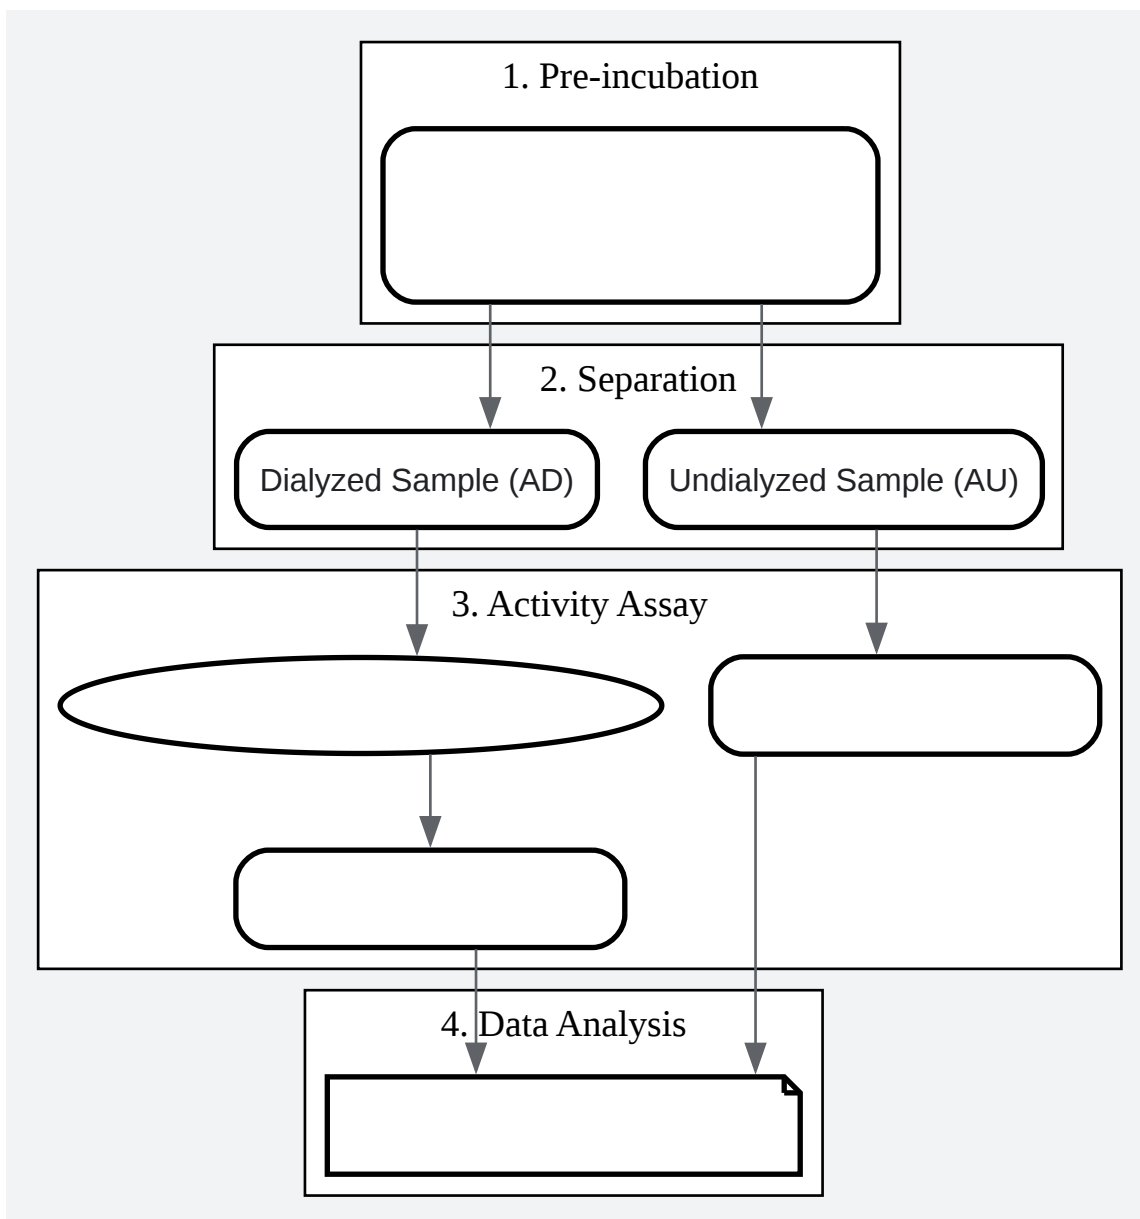 1. Pre-incubation
2. Separation
Dialyzed Sample (AD)
Undialyzed Sample (AU)
3. Activity Assay
4. Data Analysis